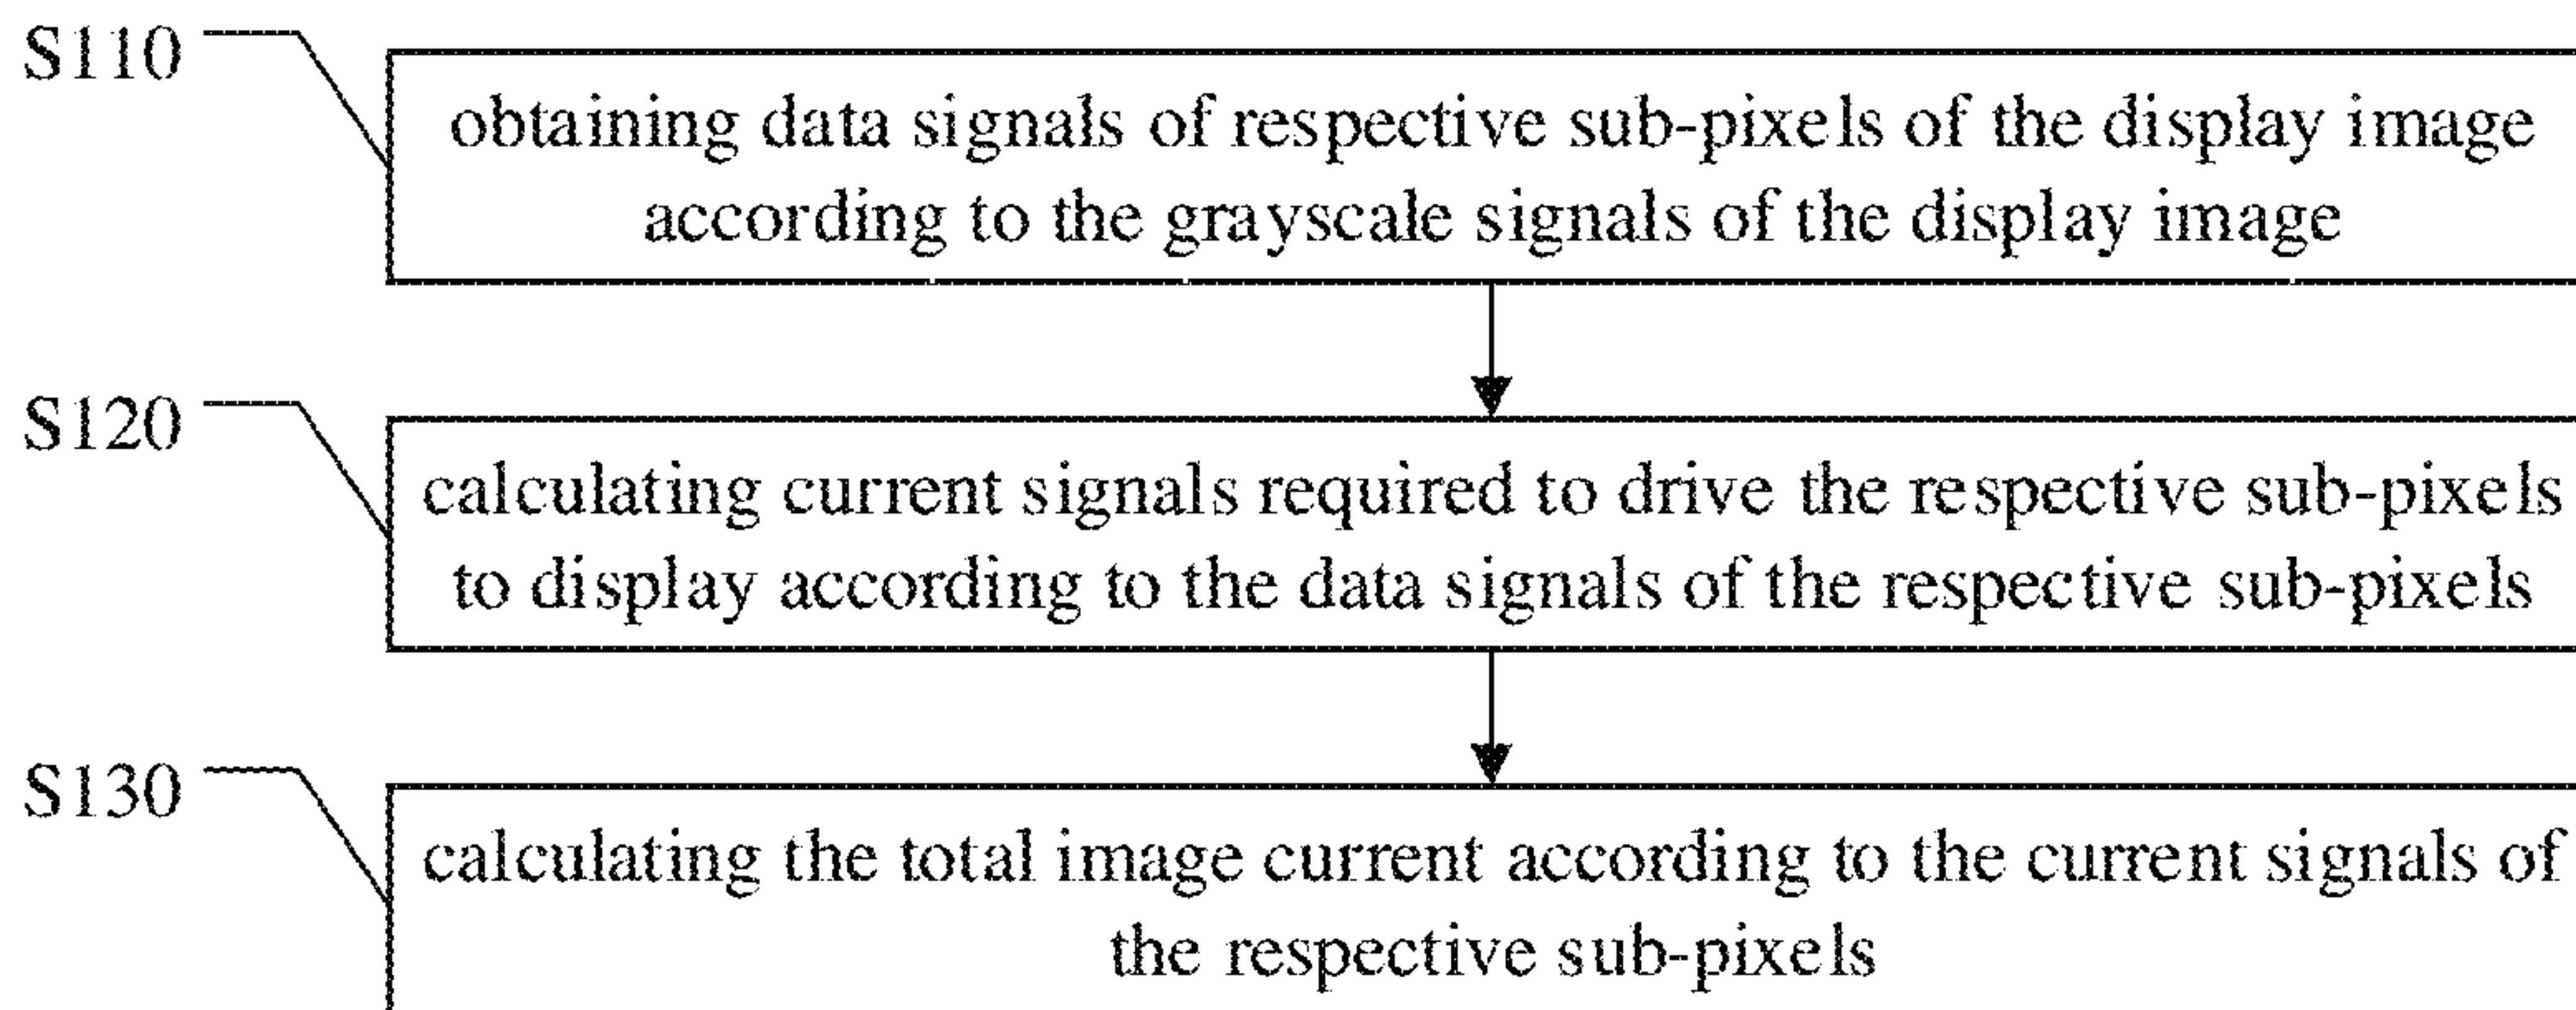 S110
obtaining data signals of respective sub-pixels of the display image
according to the grayscale signals of the display image
S120
calculating current signals required to drive the respective sub-pixels
to display according to the data signals of the respective sub-pixels
S130
calculating the total image current according to the current signals of
the respective sub-pixels